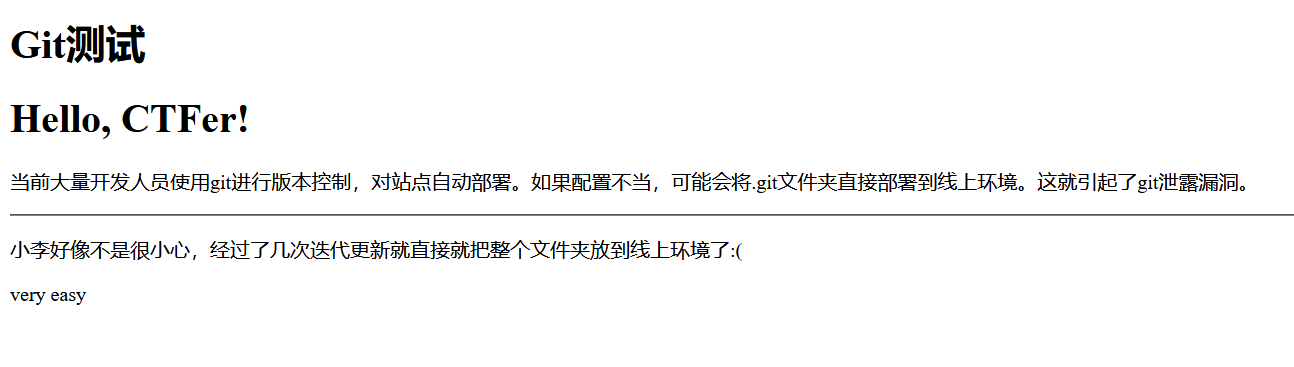 Git测试
Hello, CTFer!
当前大量开发人员使用git进行版本控制，对站点自动部署。如果配置不当，可能会将.git文件夹直接部署到线上环境。这就引起了git泄露漏洞。
小李好像不是很小心，经过了几次迭代更新就直接就把整个文件夹放到线上环境了:(
very easy